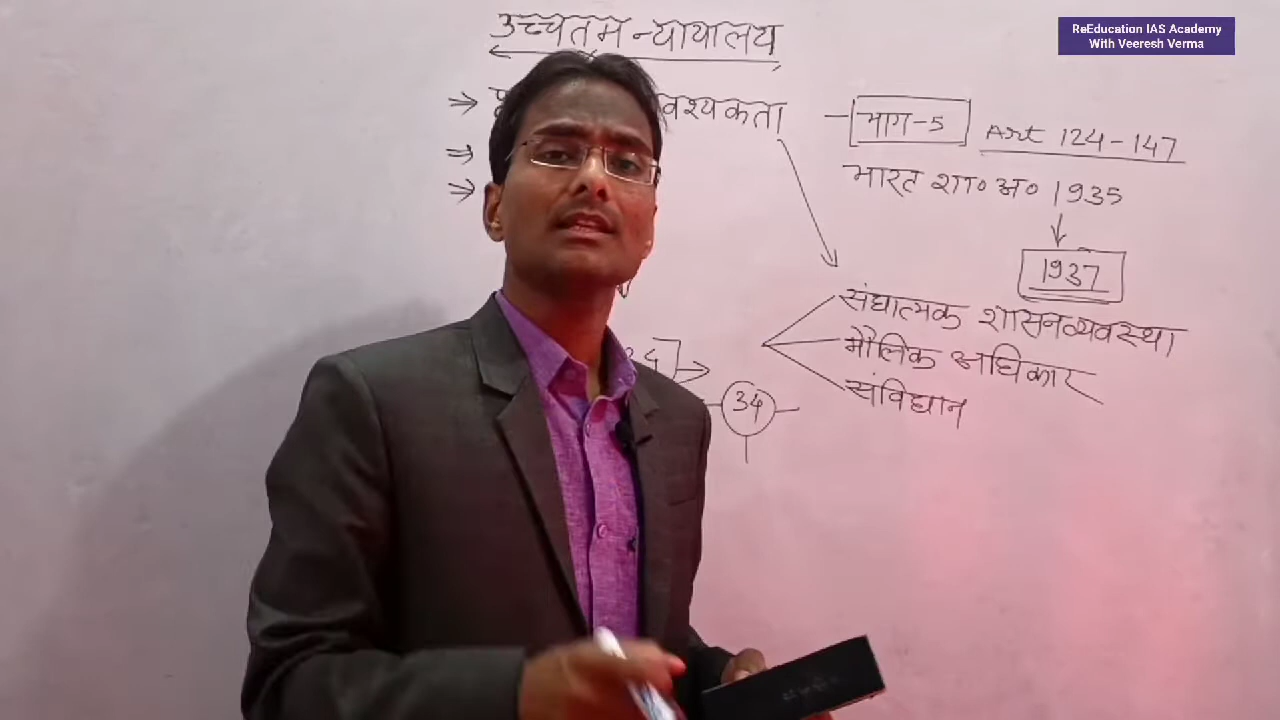 उच्चतम न्यायालय
ReEducation IAS Academy
With Veeresh Verma
⇒
– भाग-5 Art 124-147
⇒
भारत शा० अ० 1935
⇒
1937
संघात्मक शासनव्यवस्था
मौलिक अधिकार
34
संविधान